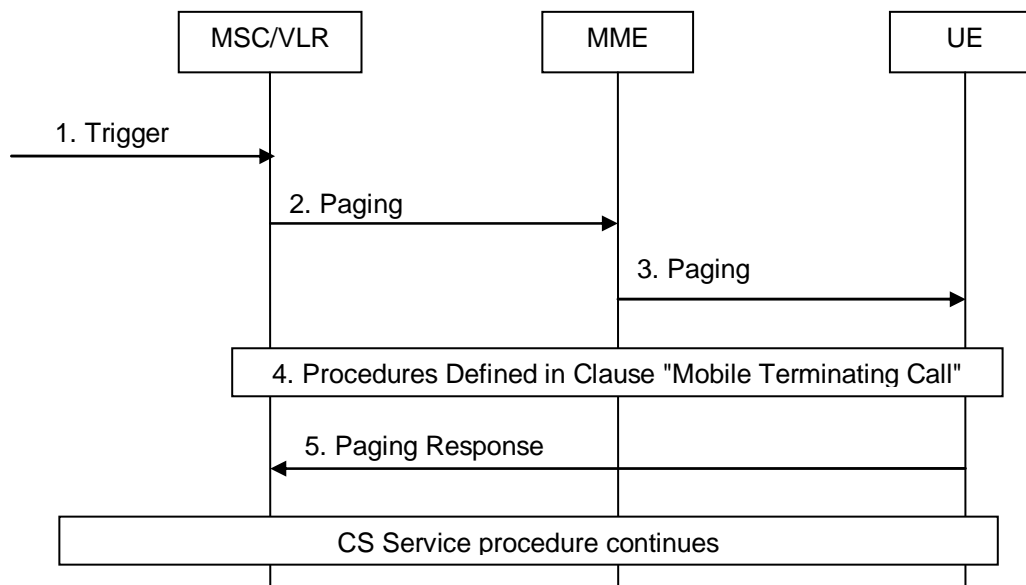 MSC/VLR
MME
UE
1. Trigger
2. Paging
3. Paging
4. Procedures Defined in Clause "Mobile Terminating Call"
5. Paging Response
CS Service procedure continues